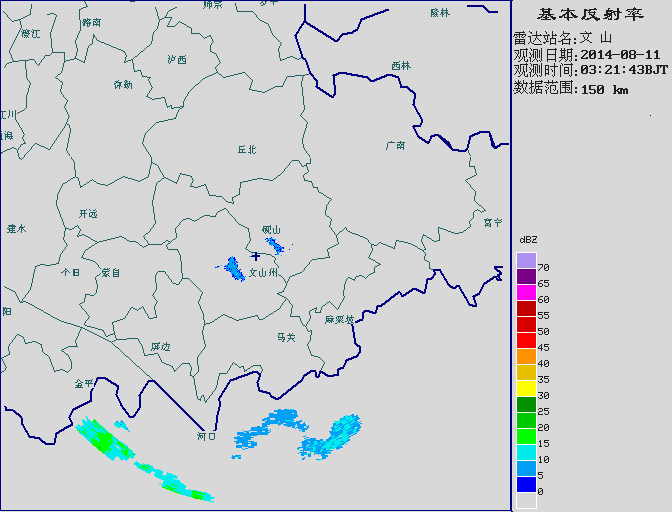 基本反射率
雷达站名:文 山
观测日期:2014-08-11
观测时间:03:21:43BJT
数据范围:150 km
师宗
隆林
路南
泸西
西林
弥勒
丘北
广南
开远
建水
砚山
富宁
个旧
蒙自
文山州
阳
麻栗坡
马关
屏边
金平
河口
dBZ
70
65
60
55
50
45
40
35
30
25
20
15
10
5
0